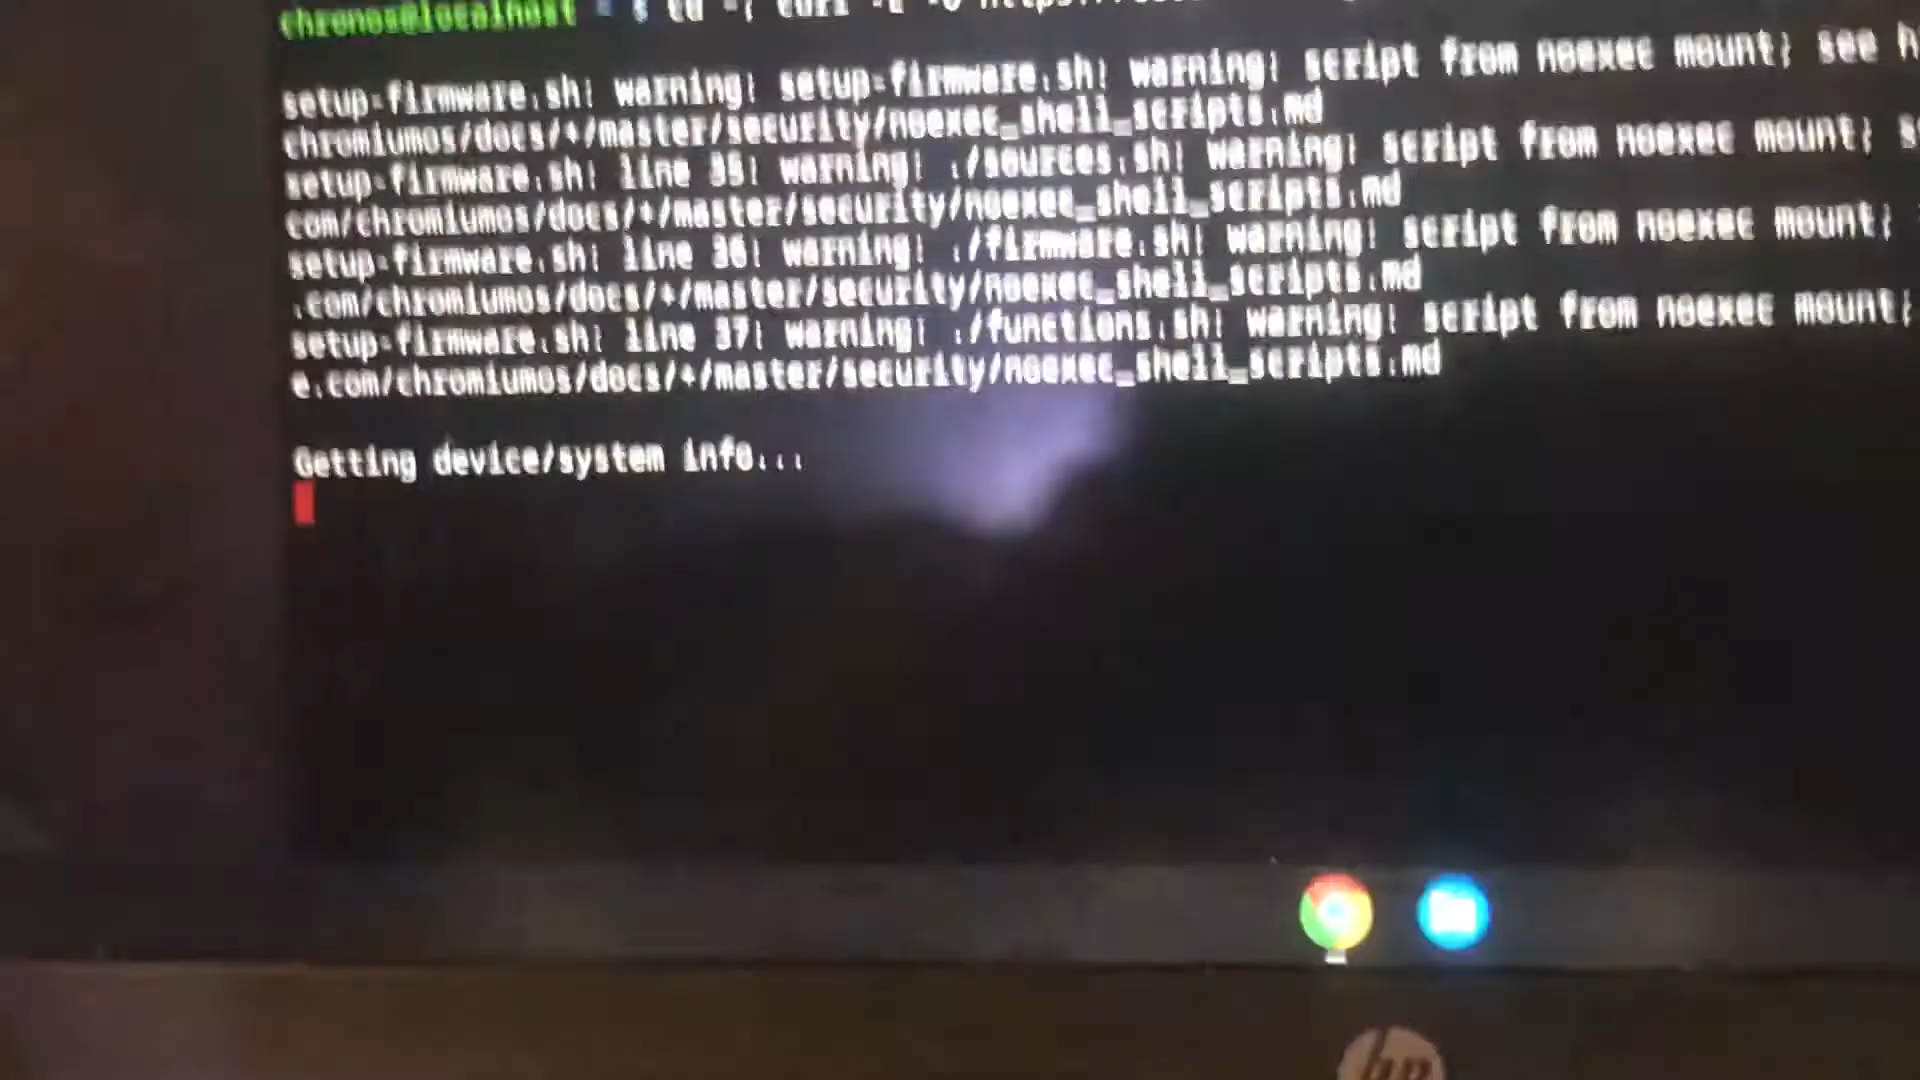 chronos@localhost ~ $ cd ~; curl -L -O
setup-firmware.sh: warning: setup-firmware.sh: warning: script from noexec mount; see h
chromiumos/docs/+/master/security/noexec_shell_scripts.md
setup-firmware.sh: line 35: warning: ./sources.sh: warning: script from noexec mount; s
com/chromiumos/docs/+/master/security/noexec_shell_scripts.md
setup-firmware.sh: line 36: warning: ./firmware.sh: warning: script from noexec mount;
.com/chromiumos/docs/+/master/security/noexec_shell_scripts.md
setup-firmware.sh: line 37: warning: ./functions.sh: warning: script from noexec mount;
e.com/chromiumos/docs/+/master/security/noexec_shell_scripts.md
Getting device/system info...
hp